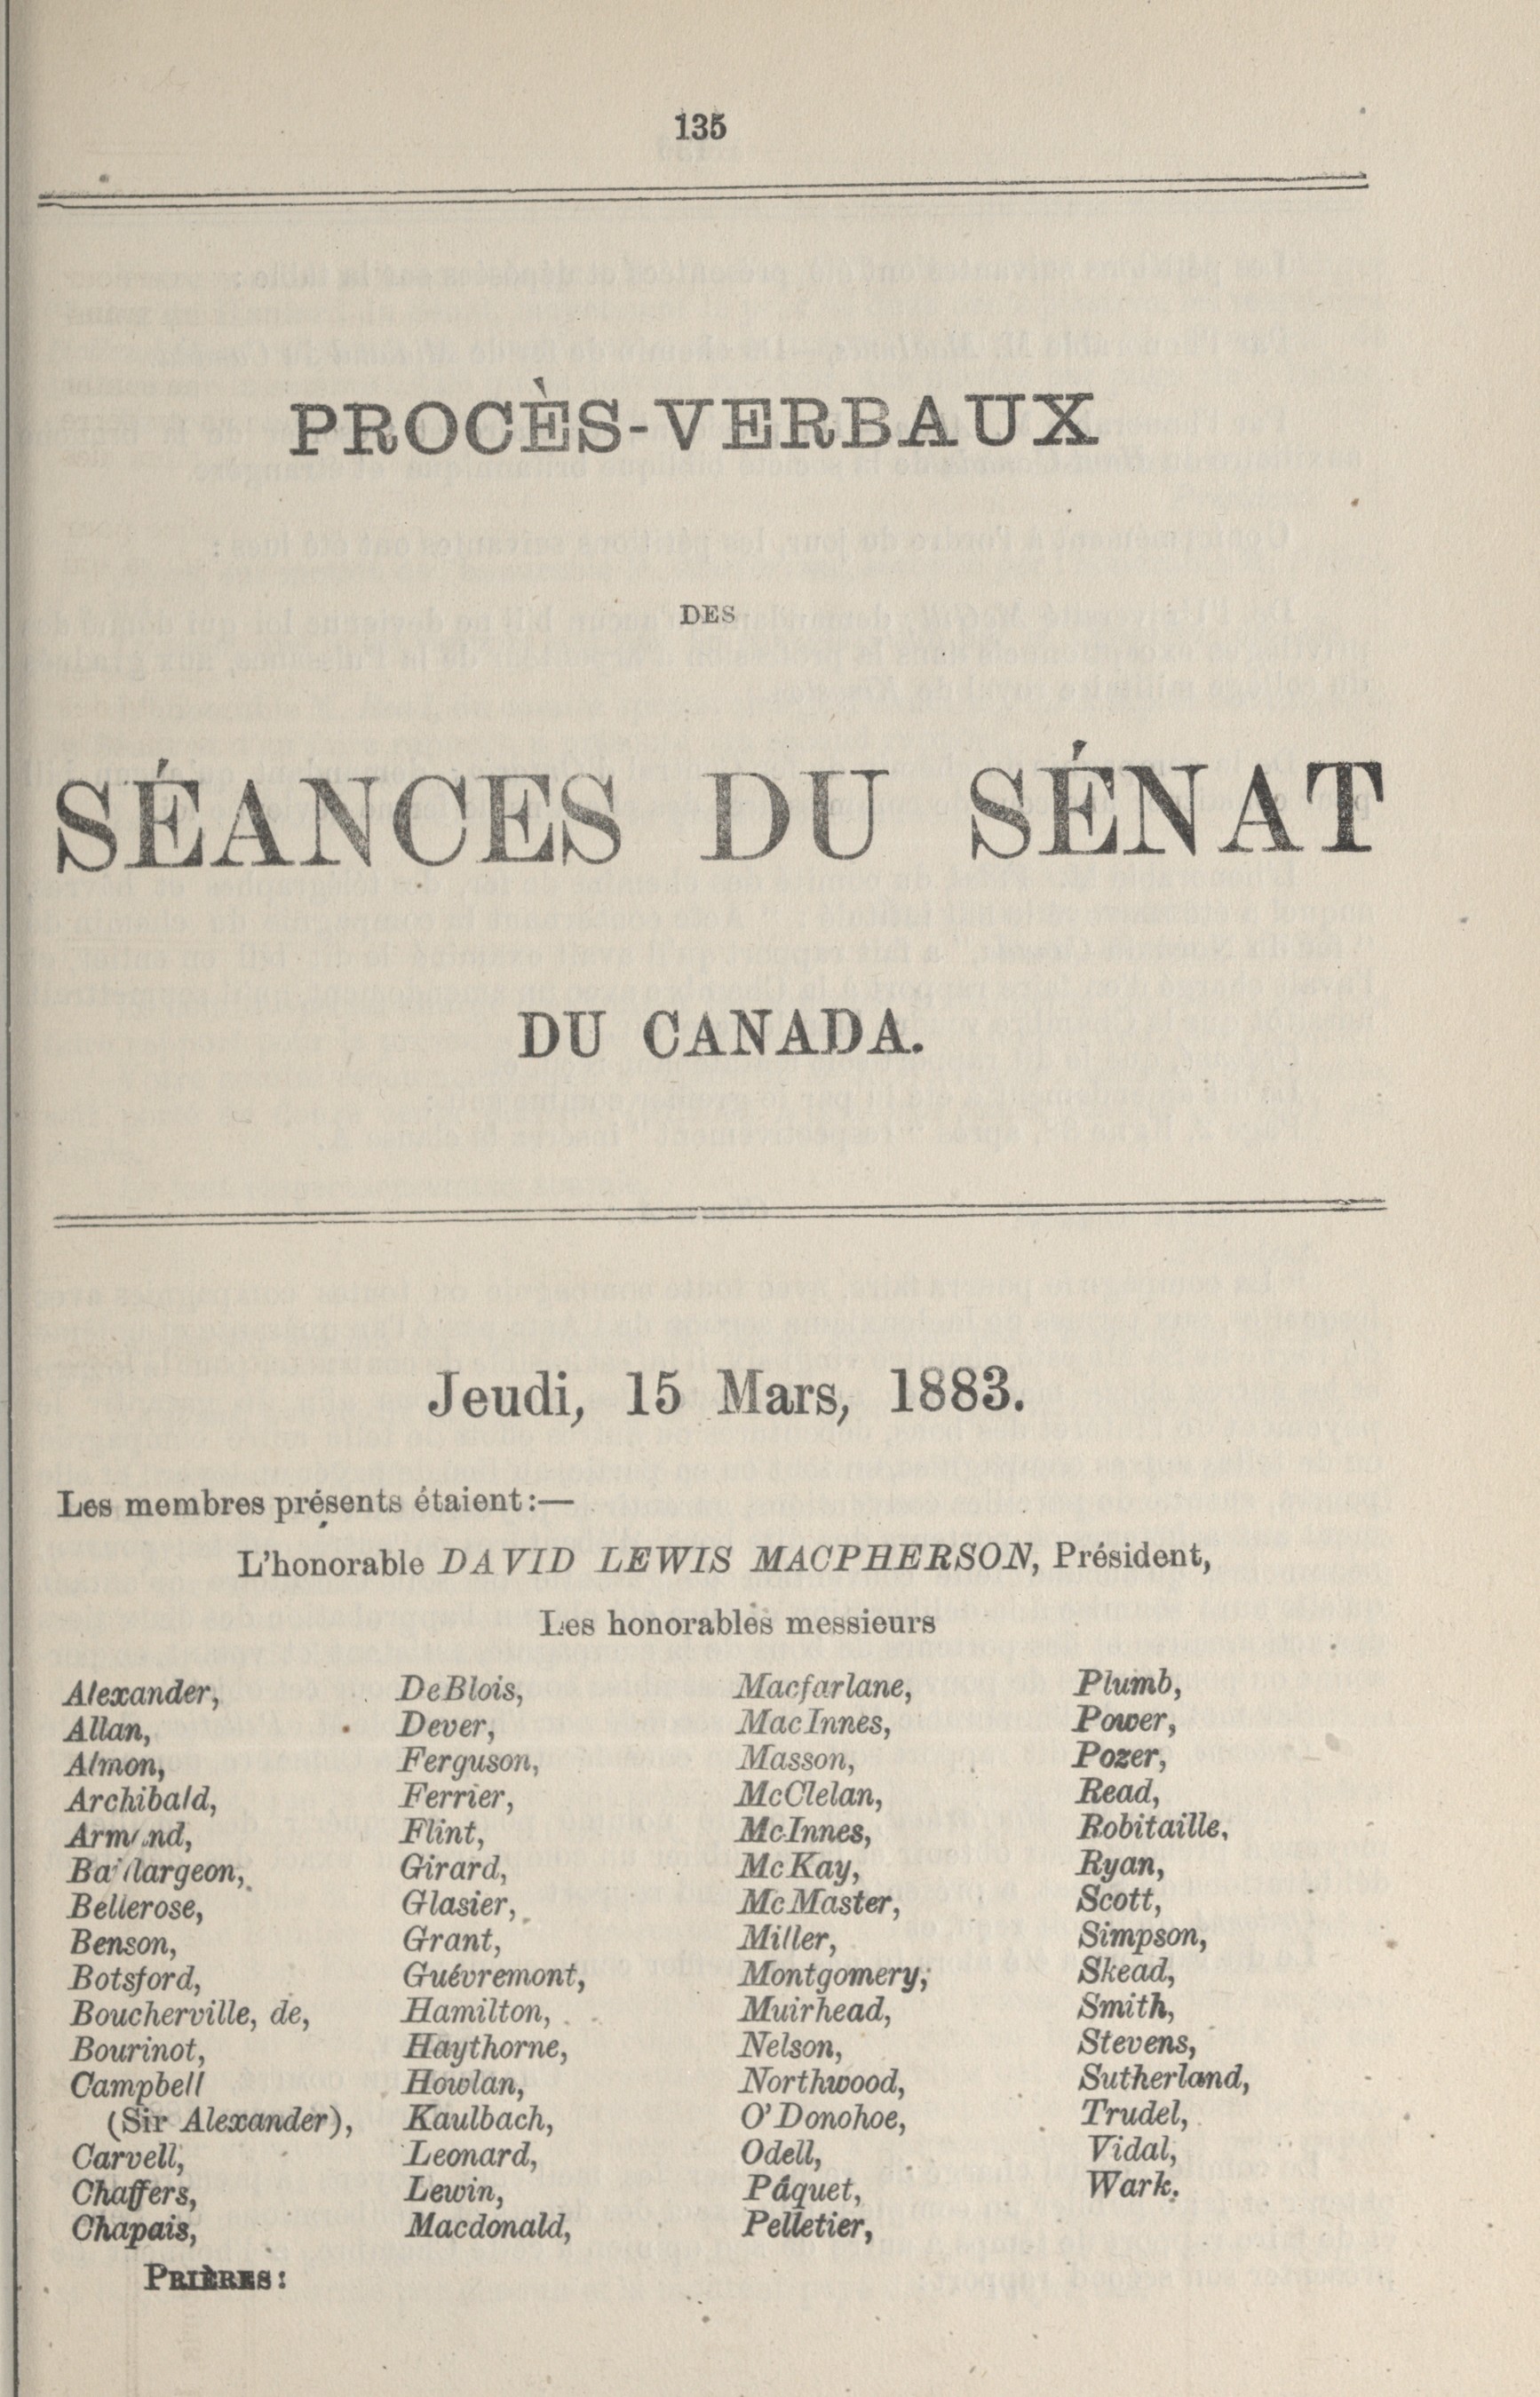 135
PROCÈS-VERBAUX
DES
SÉANCES DU SÉNAT
DU CANADA.
Jeudi, 15 Mars, 1883.
Les membres présents étaient:—
L'honorable DAVID LEWIS MACPHERSON, Président,
Les honorables messieurs
Alexander,
Allan,
Almon,
Archibald,
Armand,
Baillargeon,
Bellerose,
Benson,
Botsford,
Boucherville, de,
Bourinot,
Campbell
(Sir Alexander),
Carvell,
Chaffers,
Chapais,
DeBlois,
Dever,
Ferguson,
Ferrier,
Flint,
Girard,
Glasier,
Grant,
Guévremont,
Hamilton,
Haythorne,
Howlan,
Kaulbach,
Leonard,
Lewin,
Macdonald,
Macfarlane,
MacInnes,
Masson,
McClelan,
McInnes,
McKay,
McMaster,
Miller,
Montgomery,
Muirhead,
Nelson,
Northwood,
O'Donohoe,
Odell,
Pâquet,
Pelletier,
Plumb,
Power,
Pozer,
Read,
Robitaille,
Ryan,
Scott,
Simpson,
Skead,
Smith,
Stevens,
Sutherland,
Trudel,
Vidal,
Wark.
PRIÈRES: